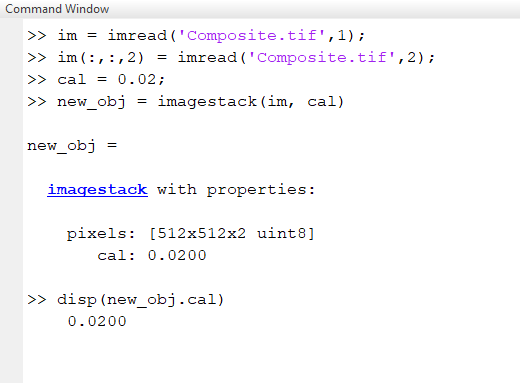 Command Window
>> im = imread('Composite.tif',1);
>> im(:,:,2) = imread('Composite.tif',2);
>> cal = 0.02;
>> new_obj = imagestack(im, cal)
new_obj =
imagestack with properties:
pixels: [512x512x2 uint8]
cal: 0.0200
>> disp(new_obj.cal)
0.0200